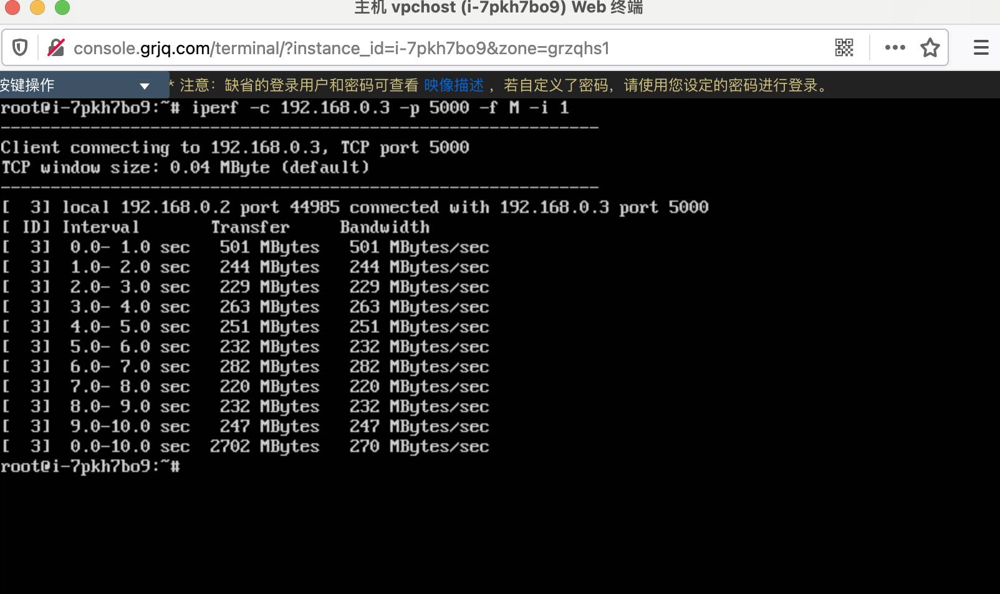 主机 vpchost (i-7pkh7bo9) Web 终端
console.grjq.com/terminal/?instance_id=i-7pkh7bo9&zone=grzqhs1
按键操作 * 注意：缺省的登录用户和密码可查看 映像描述 ，若自定义了密码，请使用您设定的密码进行登录。
root@i-7pkh7bo9:~# iperf -c 192.168.0.3 -p 5000 -f M -i 1
------------------------------------------------------------
Client connecting to 192.168.0.3, TCP port 5000
TCP window size: 0.04 MByte (default)
------------------------------------------------------------
[  3] local 192.168.0.2 port 44985 connected with 192.168.0.3 port 5000
[ ID] Interval       Transfer     Bandwidth
[  3]  0.0- 1.0 sec   501 MBytes   501 MBytes/sec
[  3]  1.0- 2.0 sec   244 MBytes   244 MBytes/sec
[  3]  2.0- 3.0 sec   229 MBytes   229 MBytes/sec
[  3]  3.0- 4.0 sec   263 MBytes   263 MBytes/sec
[  3]  4.0- 5.0 sec   251 MBytes   251 MBytes/sec
[  3]  5.0- 6.0 sec   232 MBytes   232 MBytes/sec
[  3]  6.0- 7.0 sec   282 MBytes   282 MBytes/sec
[  3]  7.0- 8.0 sec   220 MBytes   220 MBytes/sec
[  3]  8.0- 9.0 sec   232 MBytes   232 MBytes/sec
[  3]  9.0-10.0 sec   247 MBytes   247 MBytes/sec
[  3]  0.0-10.0 sec  2702 MBytes   270 MBytes/sec
root@i-7pkh7bo9:~#